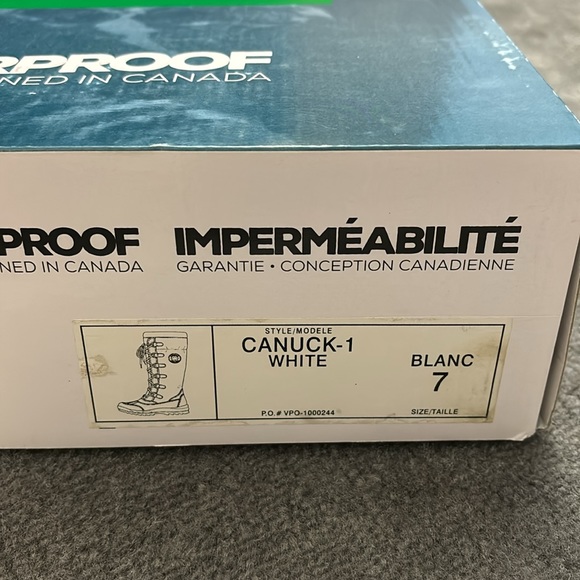 RPROOF
NED IN CANADA
PROOF IMPERMÉABILITÉ
NED IN CANADA GARANTIE • CONCEPTION CANADIENNE
STYLE/MODELE
CANUCK-1
WHITE BLANC
7
P.O.# VPO-1000244 SIZE/TAILLE